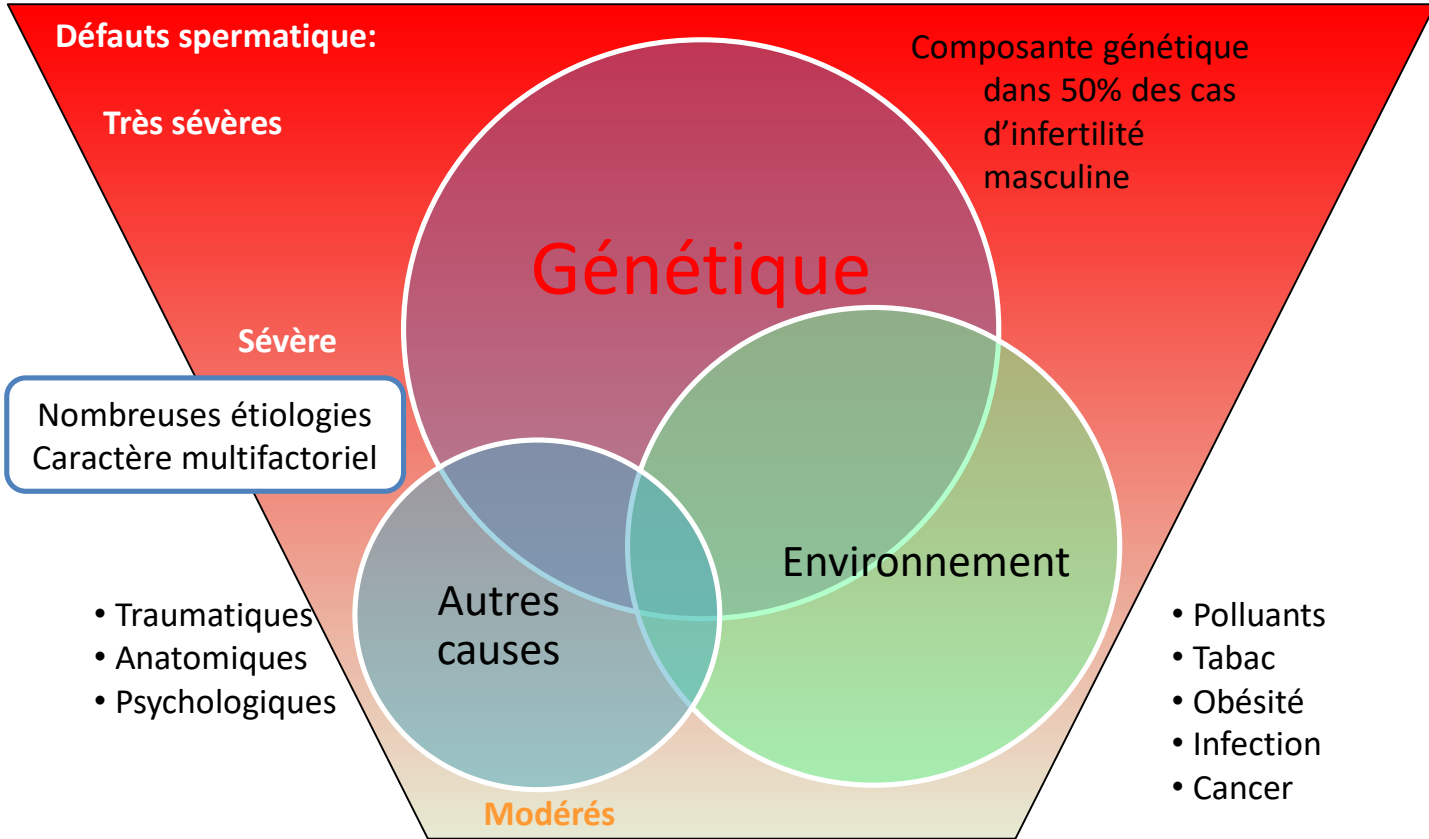 Défauts spermatique:
Très sévères
Sévère
Modérés
Composante génétique
dans 50% des cas
d'infertilité
masculine
Génétique
Nombreuses étiologies
Caractère multifactoriel
Environnement
Autres
causes
• Traumatiques
• Anatomiques
• Psychologiques
• Polluants
• Tabac
• Obésité
• Infection
• Cancer